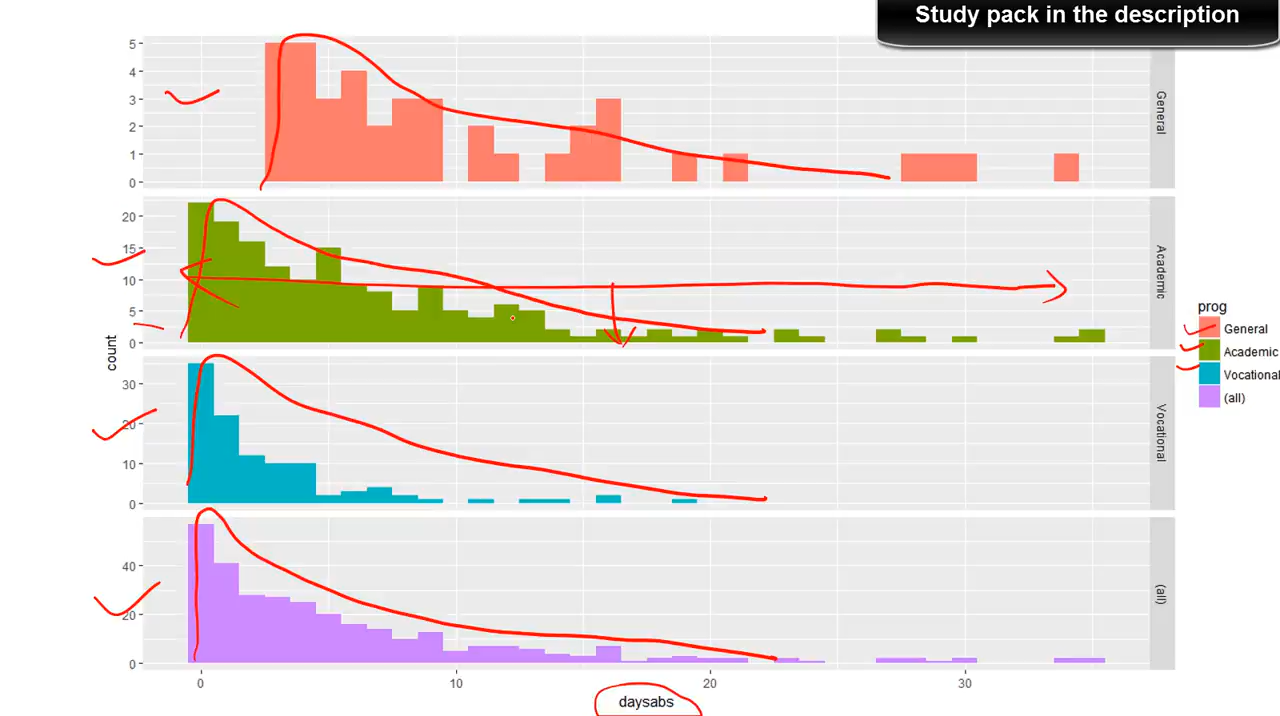 Study pack in the description
5
4
3
2
1
0
General
20
15
10
5
0
Academic
count
30
20
10
0
Vocational
40
20
0
(all)
0
10
20
30
daysabs
prog
General
Academic
Vocational
(all)